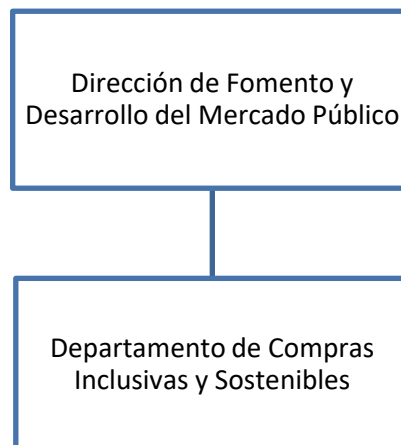 Dirección de Fomento y
Desarrollo del Mercado Público
Departamento de Compras
Inclusivas y Sostenibles